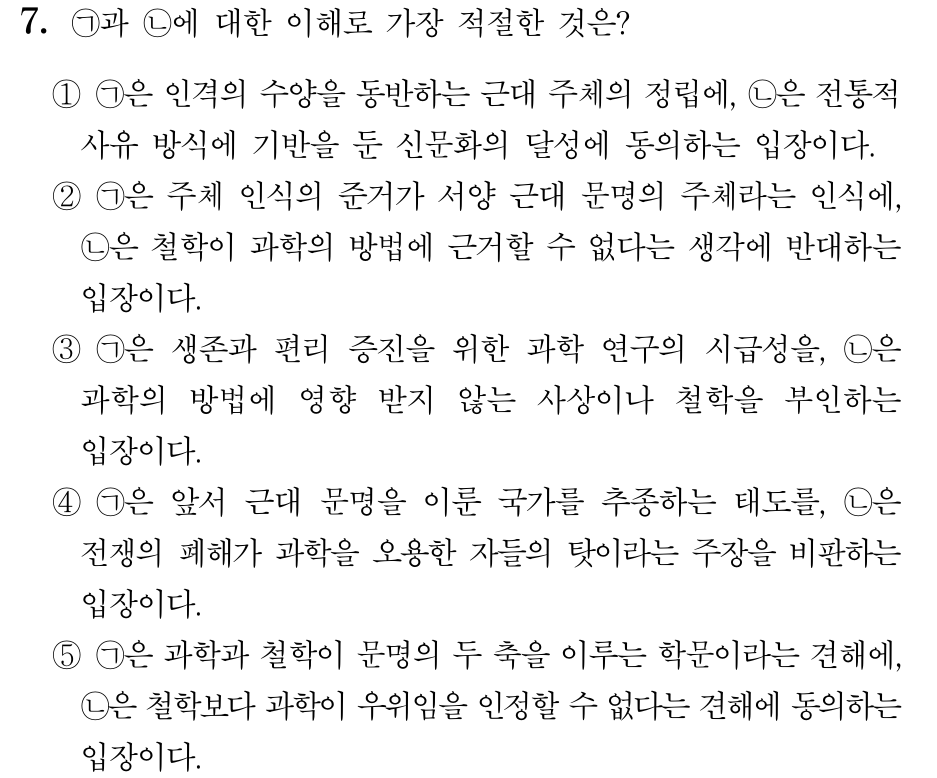 7. ㉠과 ㉡에 대한 이해로 가장 적절한 것은?
① ㉠은 인격의 수양을 동반하는 근대 주체의 정립에, ㉡은 전통적
사유 방식에 기반을 둔 신문화의 달성에 동의하는 입장이다.
② ㉠은 주체 인식의 준거가 서양 근대 문명의 주체라는 인식에,
㉡은 철학이 과학의 방법에 근거할 수 없다는 생각에 반대하는
입장이다.
③ ㉠은 생존과 편리 증진을 위한 과학 연구의 시급성을, ㉡은
과학의 방법에 영향 받지 않는 사상이나 철학을 부인하는
입장이다.
④ ㉠은 앞서 근대 문명을 이룬 국가를 추종하는 태도를, ㉡은
전쟁의 폐해가 과학을 오용한 자들의 탓이라는 주장을 비판하는
입장이다.
⑤ ㉠은 과학과 철학이 문명의 두 축을 이루는 학문이라는 견해에,
㉡은 철학보다 과학이 우위임을 인정할 수 없다는 견해에 동의하는
입장이다.